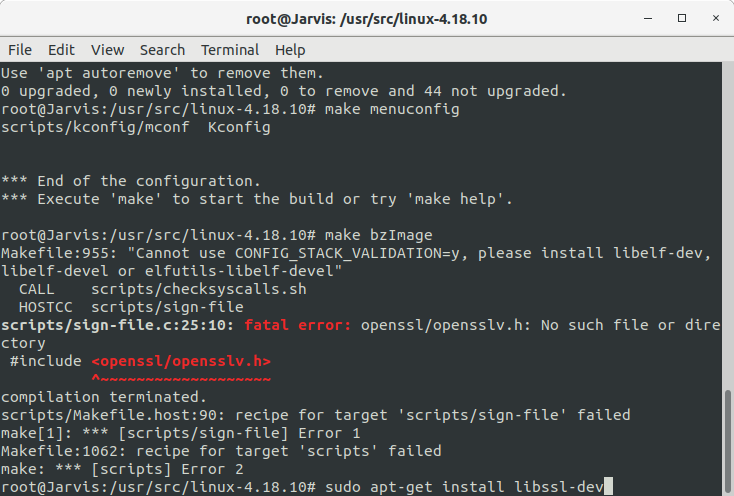 root@Jarvis: /usr/src/linux-4.18.10
File Edit View Search Terminal Help
Use 'apt autoremove' to remove them.
0 upgraded, 0 newly installed, 0 to remove and 44 not upgraded.
root@Jarvis:/usr/src/linux-4.18.10# make menuconfig
scripts/kconfig/mconf  Kconfig
*** End of the configuration.
*** Execute 'make' to start the build or try 'make help'.
root@Jarvis:/usr/src/linux-4.18.10# make bzImage
Makefile:955: "Cannot use CONFIG_STACK_VALIDATION=y, please install libelf-dev,
libelf-devel or elfutils-libelf-devel"
  CALL    scripts/checksyscalls.sh
  HOSTCC  scripts/sign-file
scripts/sign-file.c:25:10: fatal error: openssl/opensslv.h: No such file or dire
ctory
 #include <openssl/opensslv.h>
          ^~~~~~~~~~~~~~~~~~~~
compilation terminated.
scripts/Makefile.host:90: recipe for target 'scripts/sign-file' failed
make[1]: *** [scripts/sign-file] Error 1
Makefile:1062: recipe for target 'scripts' failed
make: *** [scripts] Error 2
root@Jarvis:/usr/src/linux-4.18.10# sudo apt-get install libssl-dev